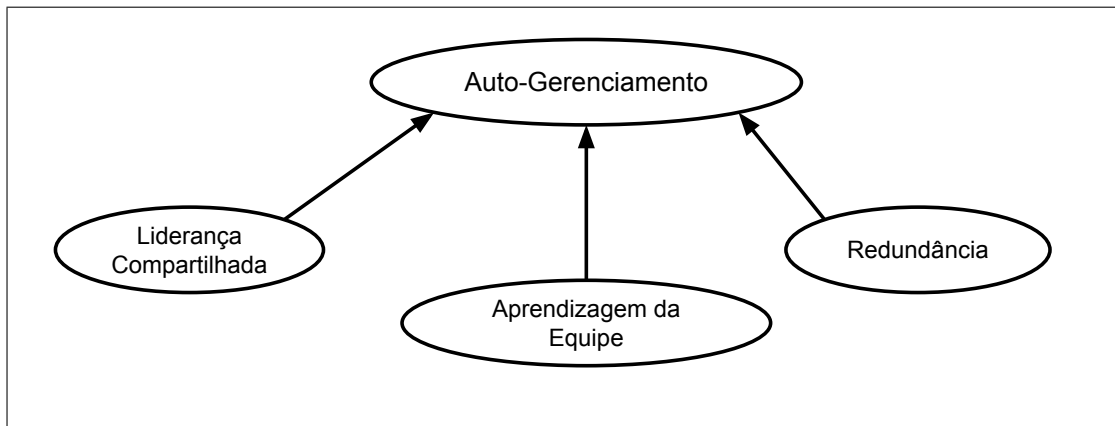 Auto-Gerenciamento
Liderança
Compartilhada
Redundância
Aprendizagem da
Equipe